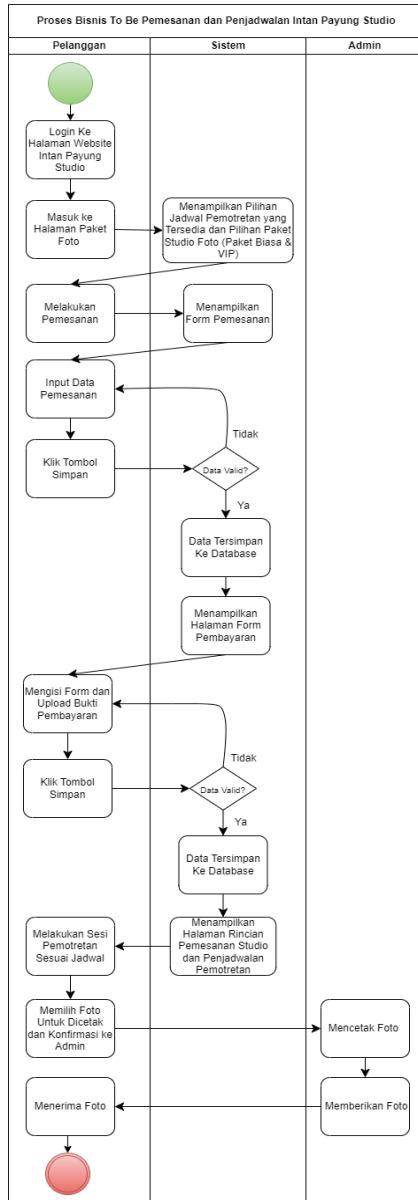 Proses Bisnis To Be Pemesanan dan Penjadwalan Intan Payung Studio
Pelanggan
Sistem
Admin
Login Ke
Halaman Website
Intan Payung
Studio
Masuk ke
Halaman Paket
Foto
Menampilkan Pilihan
Jadwal Pemotretan yang
Tersedia dan Pilihan Paket
Studio Foto (Paket Biasa &
VIP)
Melakukan
Pemesanan
Menampilkan
Form Pemesanan
Input Data
Pemesanan
Tidak
Klik Tombol
Simpan
Data Valid?
Ya
Data Tersimpan
Ke Database
Menampilkan
Halaman Form
Pembayaran
Mengisi Form dan
Upload Bukti
Pembayaran
Tidak
Klik Tombol
Simpan
Data Valid?
Ya
Data Tersimpan
Ke Database
Menampilkan
Halaman Rincian
Pemesanan Studio
dan Penjadwalan
Pemotretan
Melakukan Sesi
Pemotretan
Sesuai Jadwal
Memilih Foto
Untuk Dicetak
dan Konfirmasi ke
Admin
Mencetak Foto
Memberikan Foto
Menerima Foto